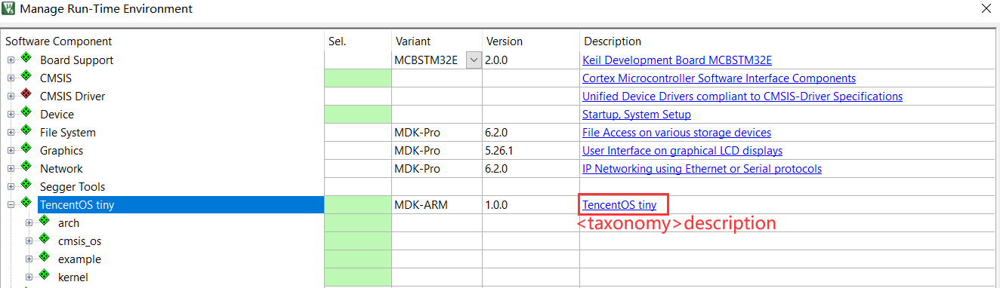 Manage Run-Time Environment
Software Component Sel. Variant Version Description
Board Support MCBSTM32E 2.0.0 Keil Development Board MCBSTM32E
CMSIS Cortex Microcontroller Software Interface Components
CMSIS Driver Unified Device Drivers compliant to CMSIS-Driver Specifications
Device Startup, System Setup
File System MDK-Pro 6.2.0 File Access on various storage devices
Graphics MDK-Pro 5.26.1 User Interface on graphical LCD displays
Network MDK-Pro 6.2.0 IP Networking using Ethernet or Serial protocols
Segger Tools
TencentOS tiny MDK-ARM 1.0.0 TencentOS tiny
arch <taxonomy>description
cmsis_os
example
kernel